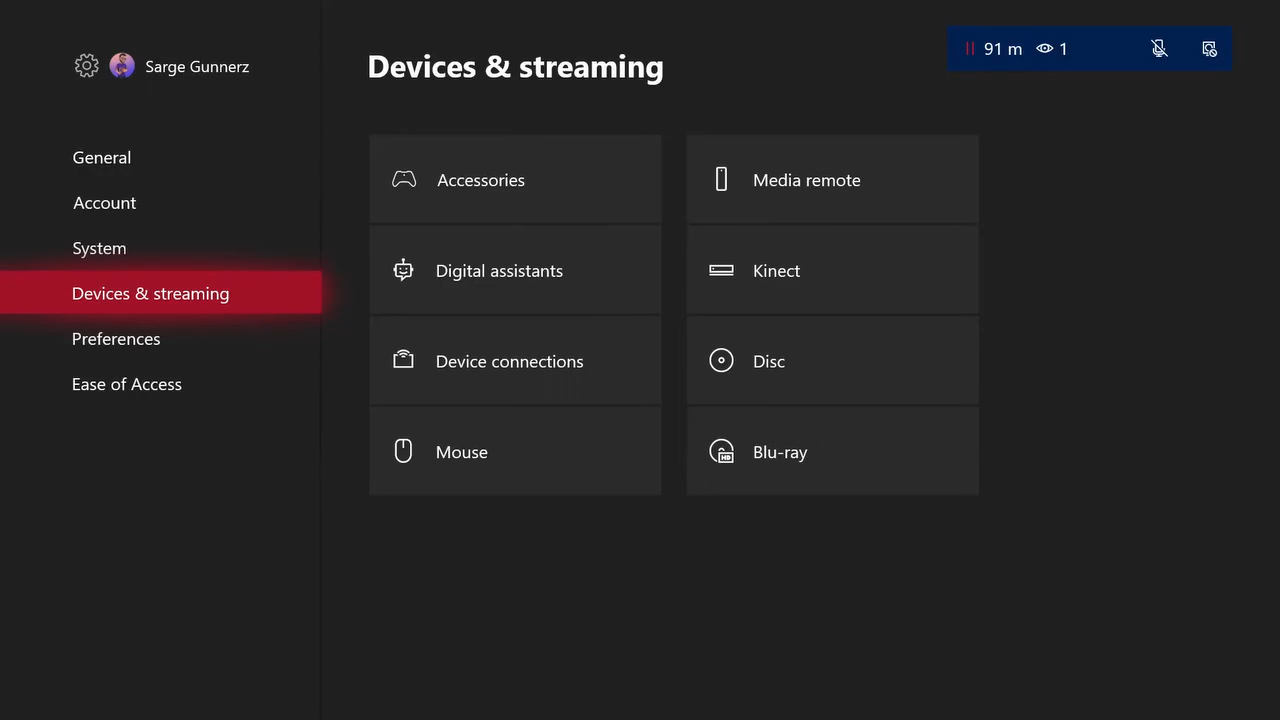 Sarge Gunnerz
General
Account
System
Devices & streaming
Preferences
Ease of Access
Devices & streaming
91 m 1
Accessories
Media remote
Digital assistants
Kinect
Device connections
Disc
Mouse
HD
Blu-ray